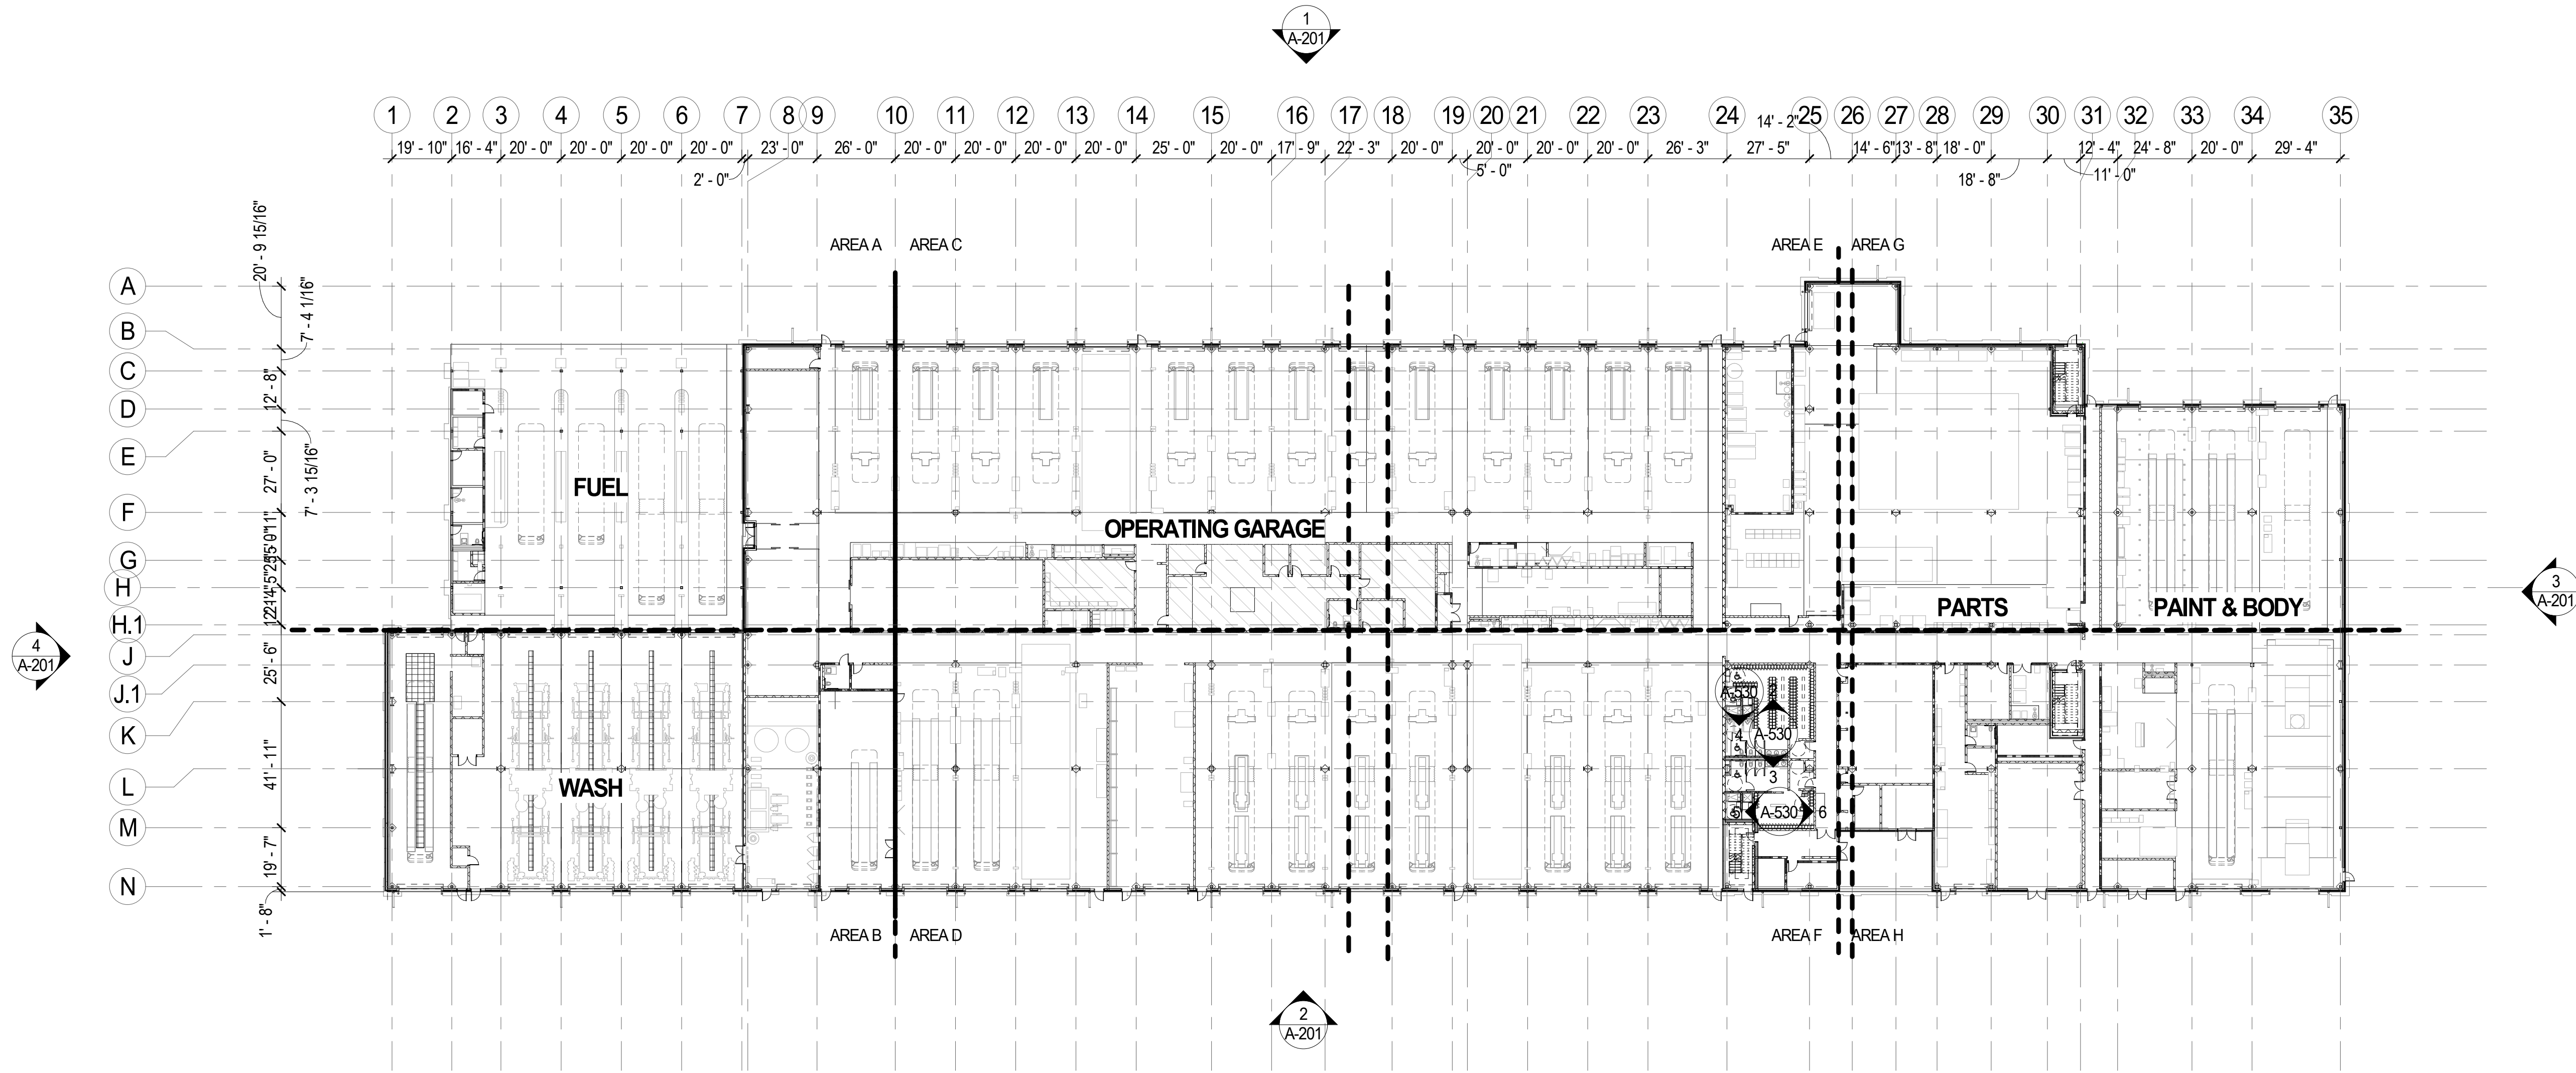 1
A-201
1 2 3 4 5 6 7 8 9 10 11 12 13 14 15 16 17 18 19 20 21 22 23 24 25 26 27 28 29 30 31 32 33 34 35
14' - 2"
19' - 10" 16' - 4" 20' - 0" 20' - 0" 20' - 0" 20' - 0" 23' - 0" 26' - 0" 20' - 0" 20' - 0" 20' - 0" 20' - 0" 25' - 0" 20' - 0" 17' - 9" 22' - 3" 20' - 0" 20' - 0" 20' - 0" 20' - 0" 26' - 3" 27' - 5" 14' - 6" 13' - 8" 18' - 0" 12' - 4" 24' - 8" 20' - 0" 29' - 4"
2' - 0" 5' - 0" 18' - 8" 11' - 0"
AREA A AREA C AREA E AREA G
20' - 9 15/16"
A
7' - 4 1/16"
B
C
12' - 8"
D
E
7' - 3 15/16"
27' - 0"
FUEL
F
OPERATING GARAGE
G
H
3
A-201
PARTS
PAINT & BODY
H.1
4
A-201
J
25' - 6"
J.1
A-530 2
K
4 A-530
41' - 11"
3
L
WASH
5 A-530 6
M
19' - 7"
N
1' - 8"
AREA B AREA D AREA F AREA H
2
A-201